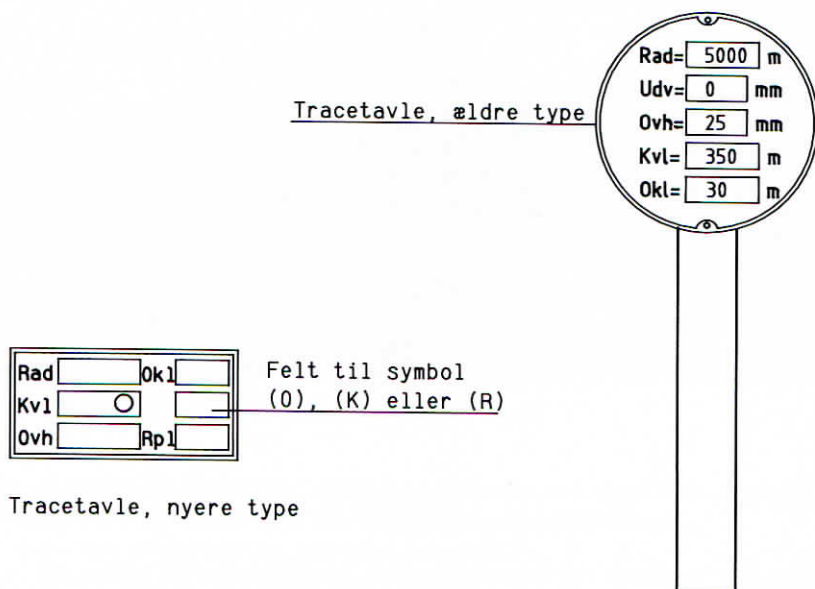 Rad= 5000 m
Udv= 0 mm
Ovh= 25 mm
Kvl= 350 m
Okl= 30 m
Tracetavle, ældre type
Rad Okl
Kvl
Ovh Rpl
Felt til symbol
(O), (K) eller (R)
Tracetavle, nyere type